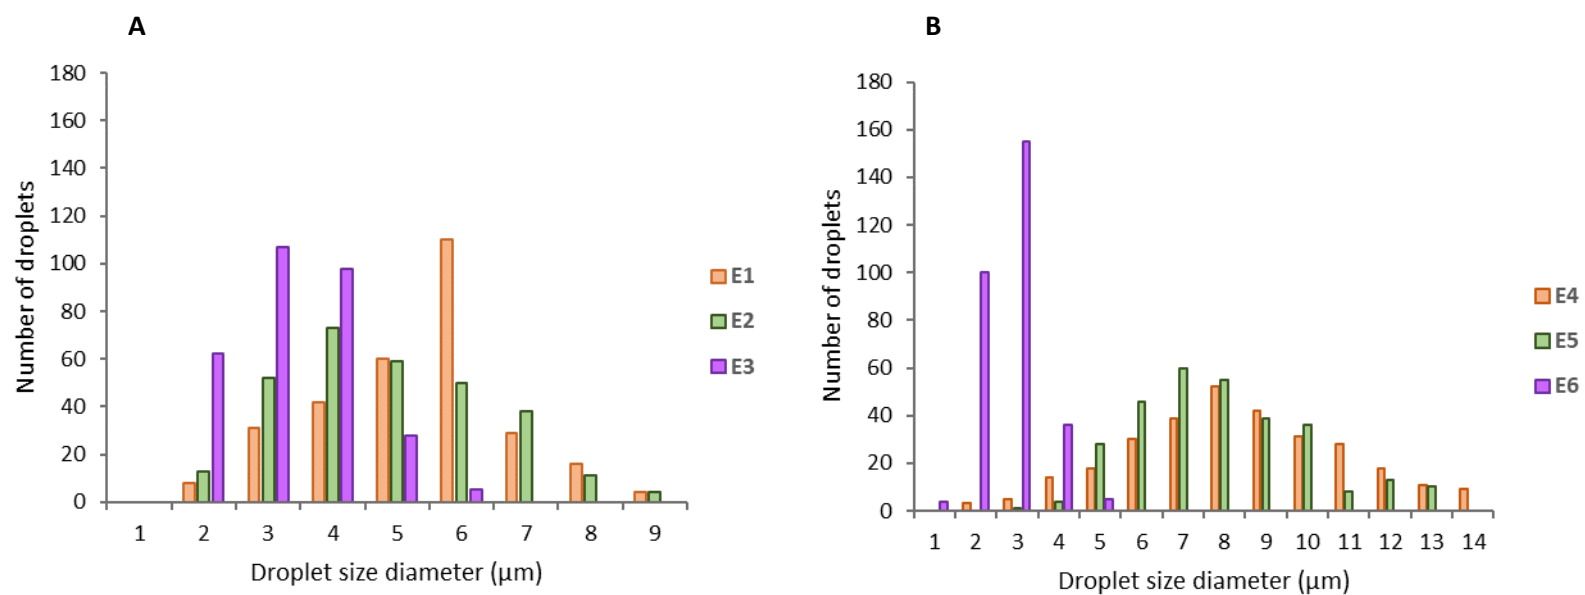 A
180
160
140
120
100
80
60
40
20
0
Number of droplets
1 2 3 4 5 6 7 8 9
Droplet size diameter (µm)
E1
E2
E3
B
180
160
140
120
100
80
60
40
20
0
Number of droplets
1 2 3 4 5 6 7 8 9 10 11 12 13 14
Droplet size diameter (µm)
E4
E5
E6